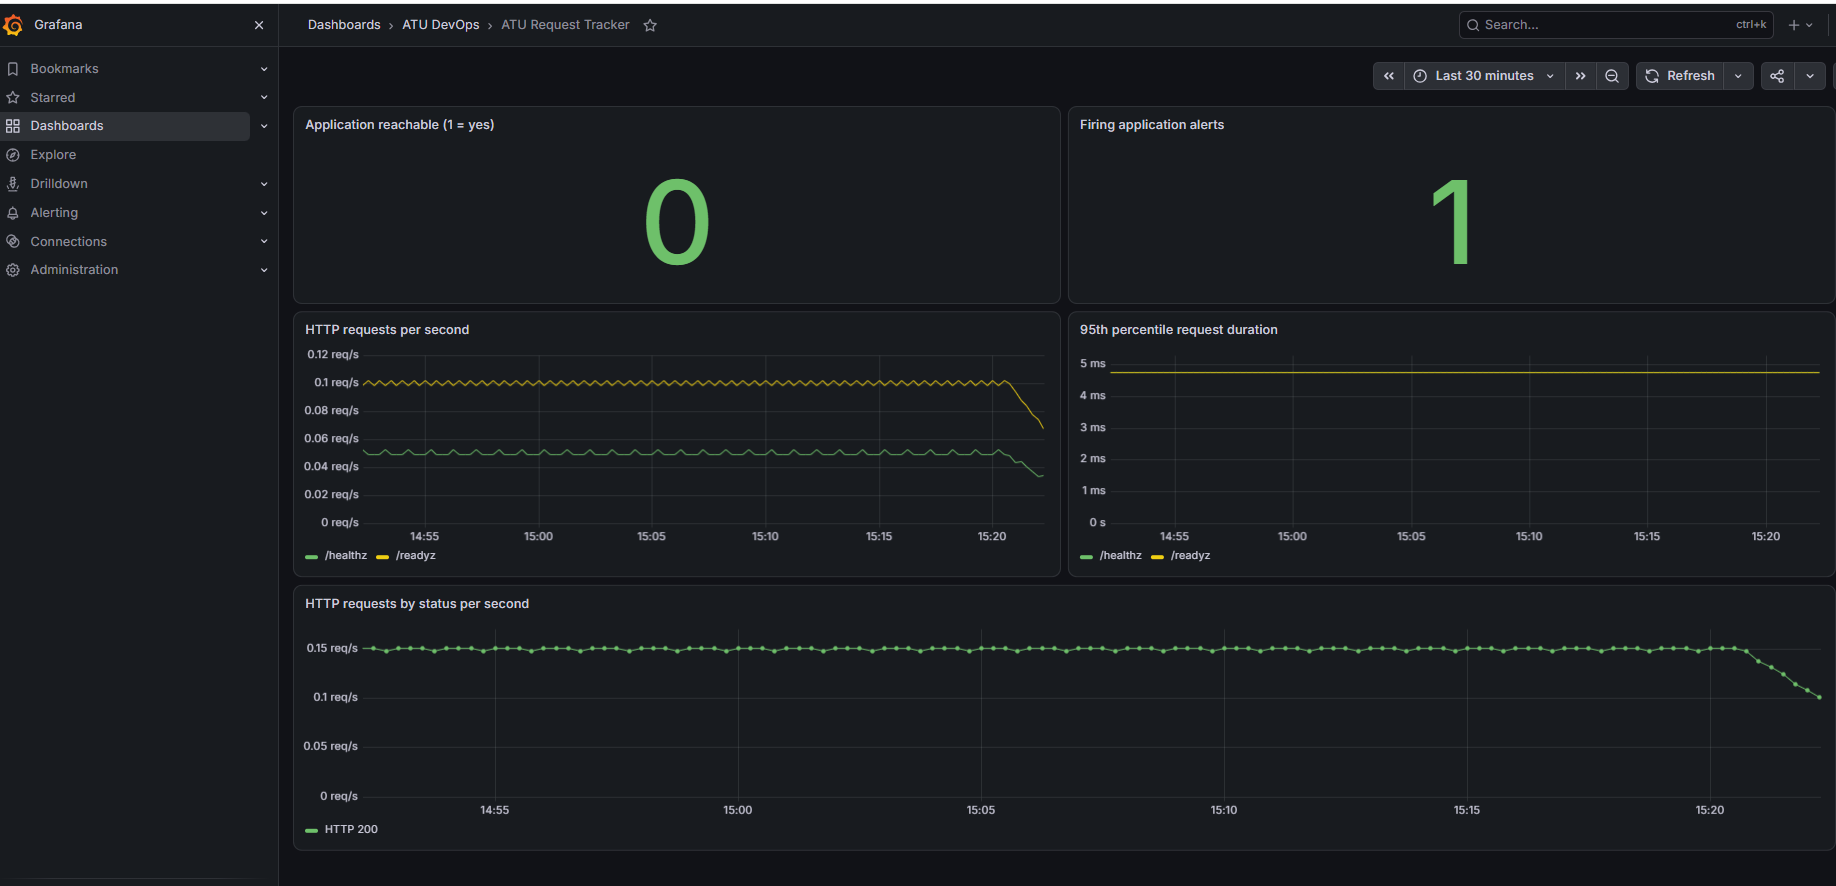 Grafana
Dashboards › ATU DevOps › ATU Request Tracker
Search... ctrl+k
Bookmarks
Starred
Dashboards
Explore
Drilldown
Alerting
Connections
Administration
Last 30 minutes
Refresh
Application reachable (1 = yes)
0
Firing application alerts
1
HTTP requests per second
0.12 req/s
0.1 req/s
0.08 req/s
0.06 req/s
0.04 req/s
0.02 req/s
0 req/s
14:55 15:00 15:05 15:10 15:15 15:20
/healthz /readyz
95th percentile request duration
5 ms
4 ms
3 ms
2 ms
1 ms
0 s
14:55 15:00 15:05 15:10 15:15 15:20
/healthz /readyz
HTTP requests by status per second
0.15 req/s
0.1 req/s
0.05 req/s
0 req/s
14:55 15:00 15:05 15:10 15:15 15:20
HTTP 200